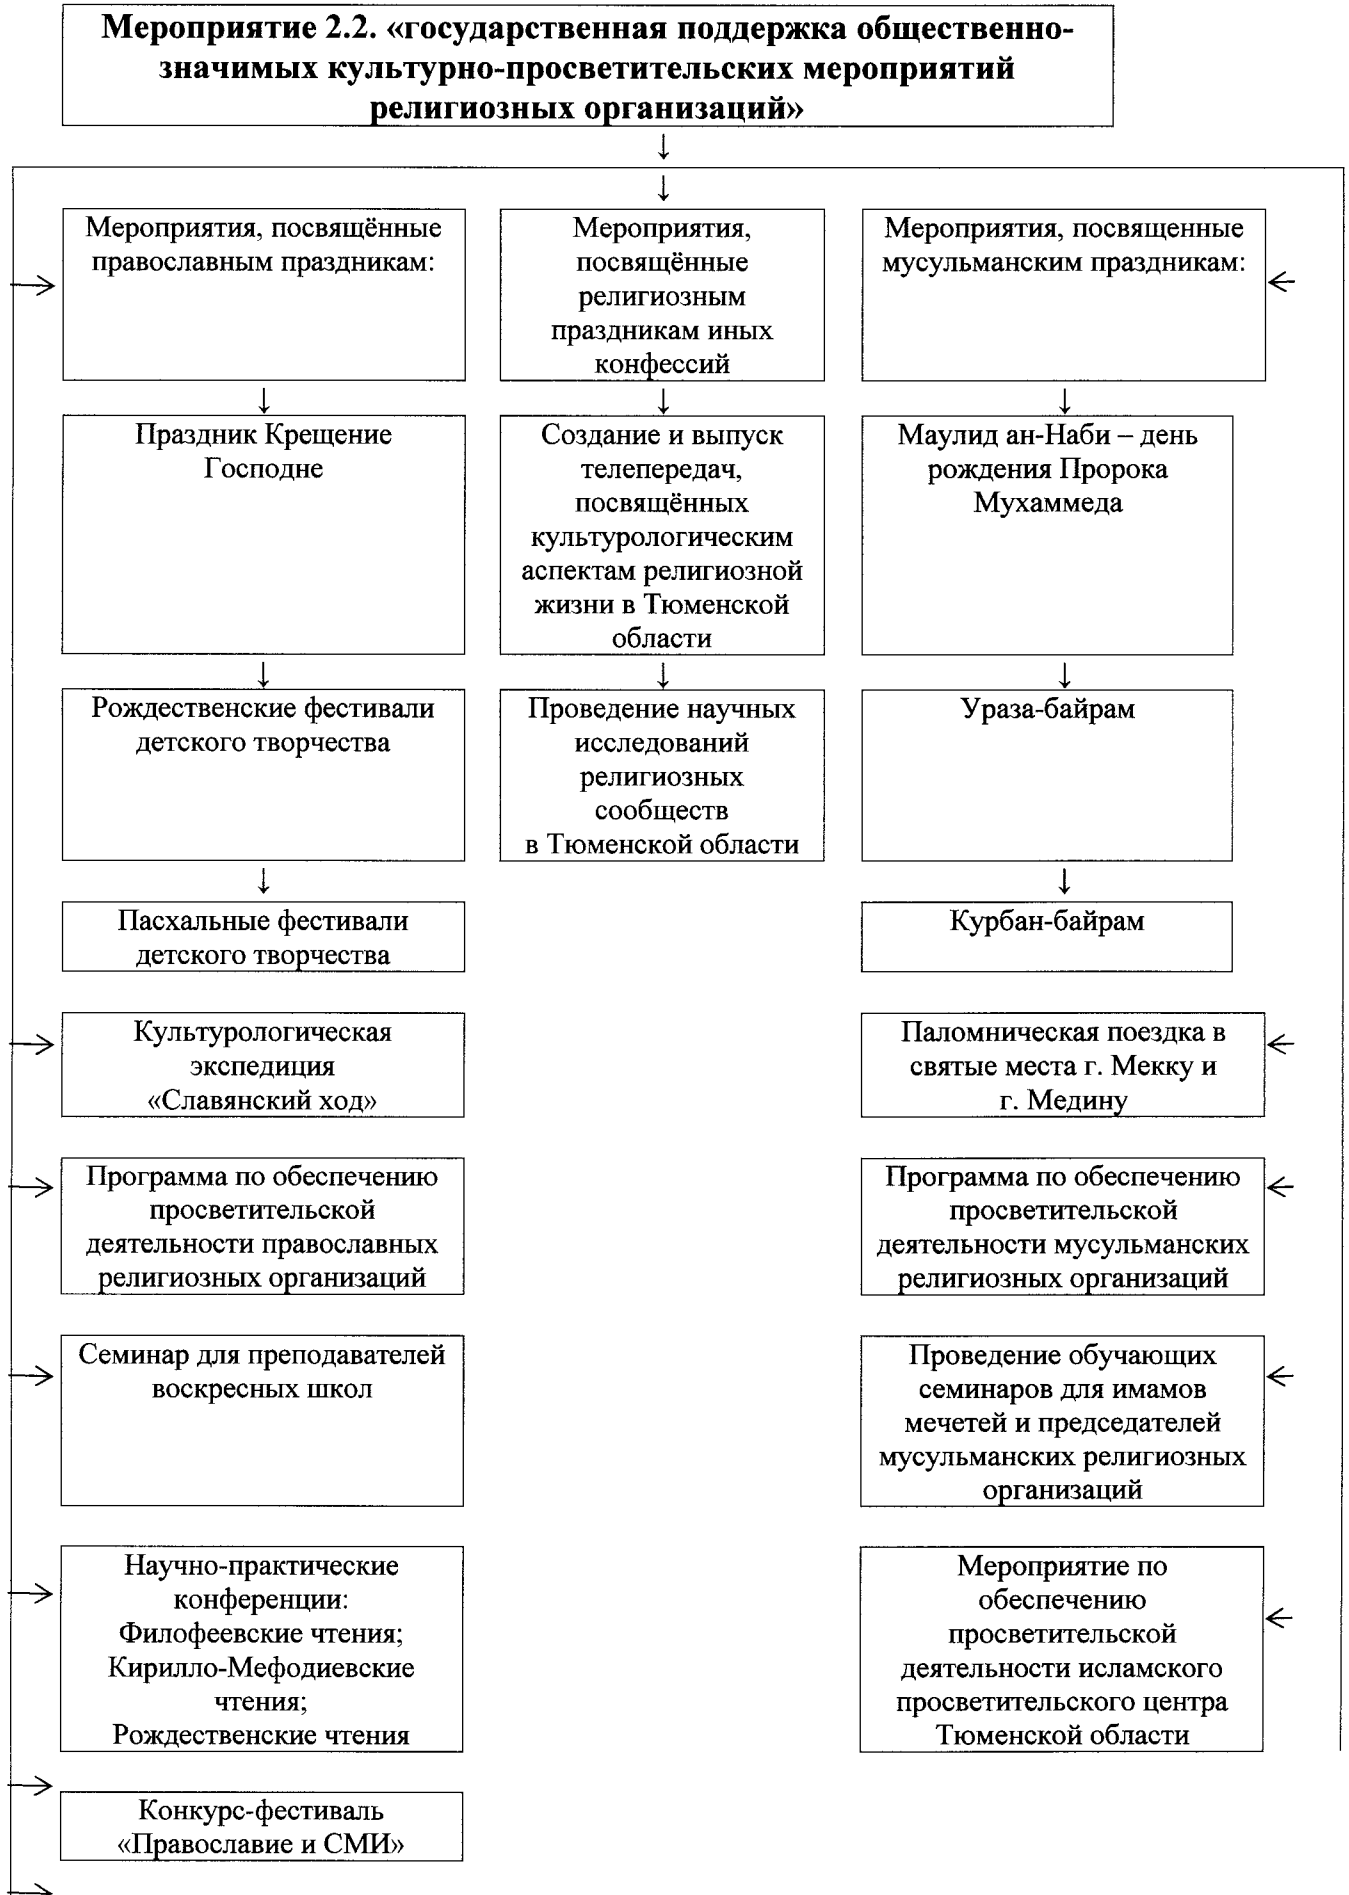 Мероприятие 2.2. «государственная поддержка общественно-
значимых культурно-просветительских мероприятий
религиозных организаций»
Мероприятия, посвящённые
православным праздникам:
Мероприятия,
посвящённые
религиозным
праздникам иных
конфессий
Мероприятия, посвященные
мусульманским праздникам:
Праздник Крещение
Господне
Создание и выпуск
телепередач,
посвящённых
культурологическим
аспектам религиозной
жизни в Тюменской
области
Маулид ан-Наби – день
рождения Пророка
Мухаммеда
Рождественские фестивали
детского творчества
Проведение научных
исследований
религиозных
сообществ
в Тюменской области
Ураза-байрам
Пасхальные фестивали
детского творчества
Курбан-байрам
Культурологическая
экспедиция
«Славянский ход»
Паломническая поездка в
святые места г. Мекку и
г. Медину
Программа по обеспечению
просветительской
деятельности православных
религиозных организаций
Программа по обеспечению
просветительской
деятельности мусульманских
религиозных организаций
Семинар для преподавателей
воскресных школ
Проведение обучающих
семинаров для имамов
мечетей и председателей
мусульманских религиозных
организаций
Научно-практические
конференции:
Филофеевские чтения;
Кирилло-Мефодиевские
чтения;
Рождественские чтения
Мероприятие по
обеспечению
просветительской
деятельности исламского
просветительского центра
Тюменской области
Конкурс-фестиваль
«Православие и СМИ»